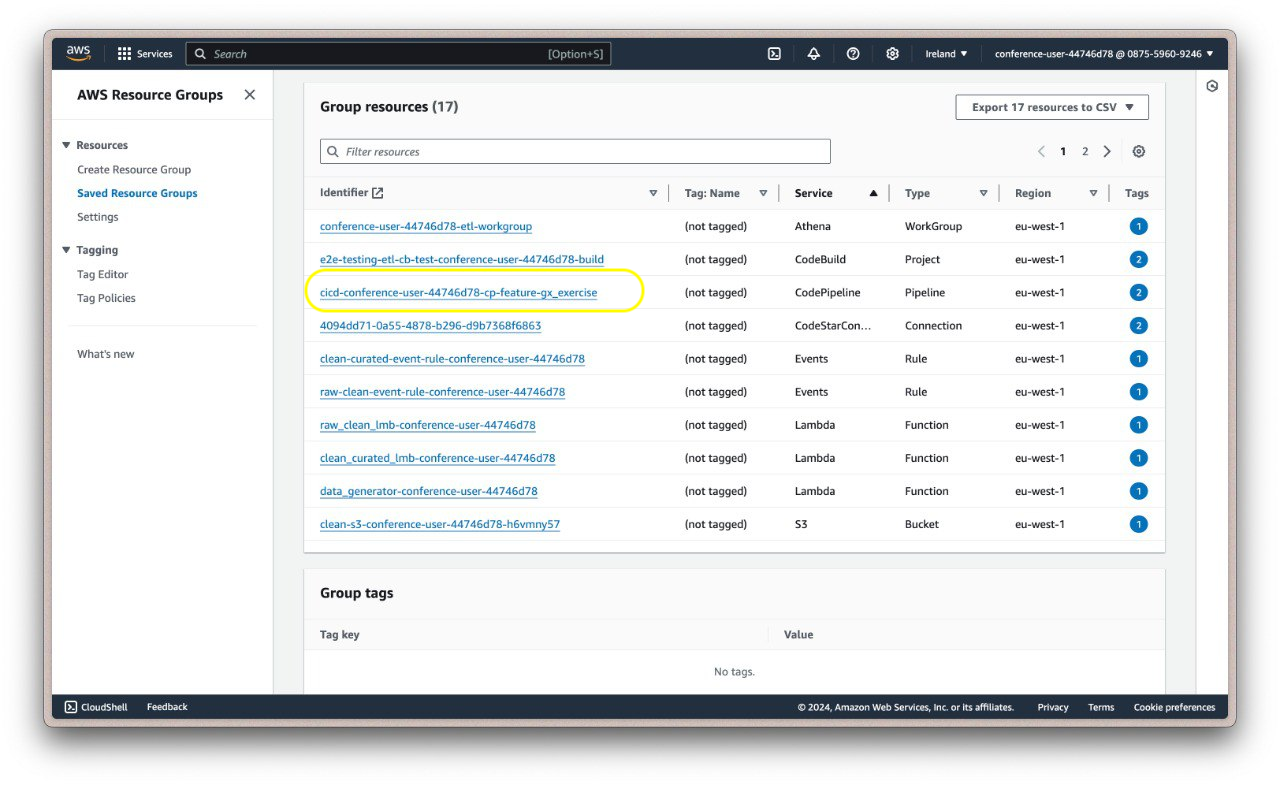 aws Services Search [Option+S] Ireland conference-user-44746d78 @ 0875-5960-9246
AWS Resource Groups
Resources
Create Resource Group
Saved Resource Groups
Settings
Tagging
Tag Editor
Tag Policies
What's new
Group resources (17) Export 17 resources to CSV
Filter resources 1 2
Identifier Tag: Name Service Type Region Tags
conference-user-44746d78-etl-workgroup (not tagged) Athena WorkGroup eu-west-1 1
e2e-testing-etl-cb-test-conference-user-44746d78-build (not tagged) CodeBuild Project eu-west-1 2
cicd-conference-user-44746d78-cp-feature-gx_exercise (not tagged) CodePipeline Pipeline eu-west-1 2
4094dd71-0a55-4878-b296-d9b7368f6863 (not tagged) CodeStarCon... Connection eu-west-1 2
clean-curated-event-rule-conference-user-44746d78 (not tagged) Events Rule eu-west-1 1
raw-clean-event-rule-conference-user-44746d78 (not tagged) Events Rule eu-west-1 1
raw_clean_lmb-conference-user-44746d78 (not tagged) Lambda Function eu-west-1 1
clean_curated_lmb-conference-user-44746d78 (not tagged) Lambda Function eu-west-1 1
data_generator-conference-user-44746d78 (not tagged) Lambda Function eu-west-1 1
clean-s3-conference-user-44746d78-h6vmny57 (not tagged) S3 Bucket eu-west-1 1
Group tags
Tag key Value
No tags.
CloudShell Feedback © 2024, Amazon Web Services, Inc. or its affiliates. Privacy Terms Cookie preferences